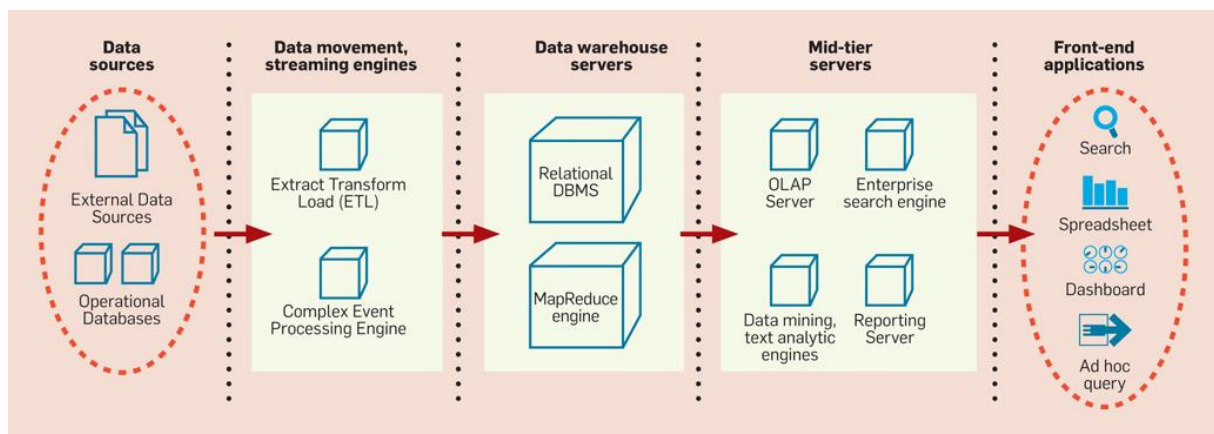 Data
sources
Data movement,
streaming engines
Data warehouse
servers
Mid-tier
servers
Front-end
applications
External Data
Sources
Operational
Databases
Extract Transform
Load (ETL)
Complex Event
Processing Engine
Relational
DBMS
MapReduce
engine
OLAP
Server
Enterprise
search engine
Data mining,
text analytic
engines
Reporting
Server
Search
Spreadsheet
Dashboard
Ad hoc
query